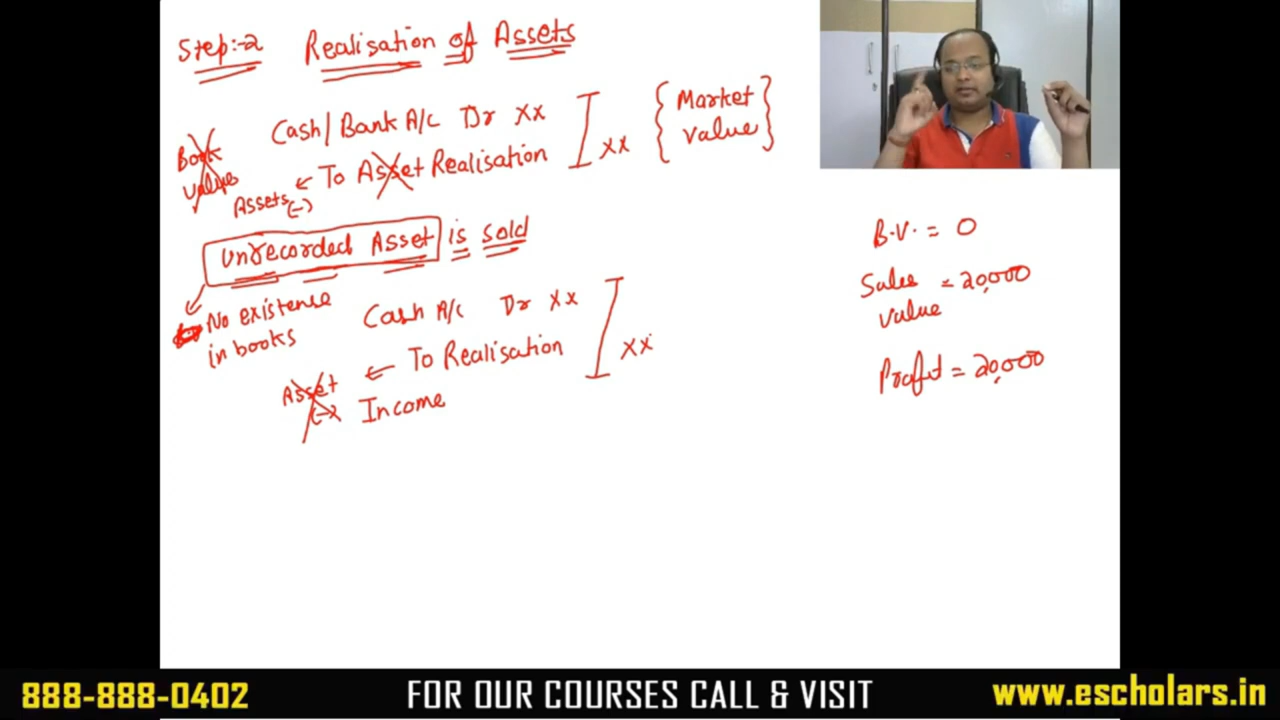 Step:-2 Realisation of Assets
Cash/Bank A/c Dr xx
{Market value}
Book value
To Asset Realisation xx
Assets (-)
Unrecorded Asset is sold
No existense in books
Cash A/c Dr xx
To Realisation xx
Asset (-)
Income
B.V. = 0
Sales value = 20,000
Profit = 20,000
888-888-0402 FOR OUR COURSES CALL & VISIT www.escholars.in